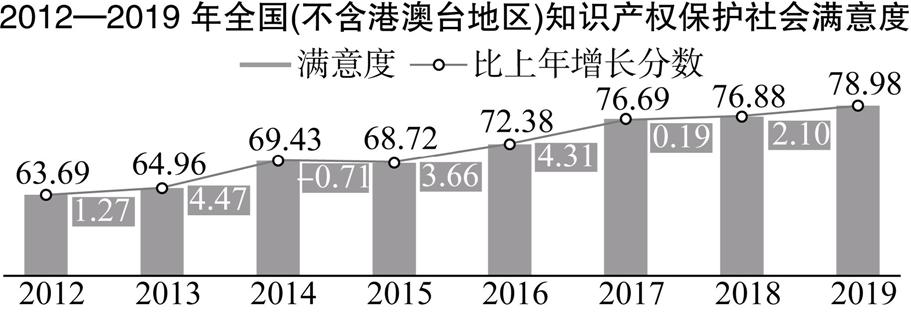 2012—2019 年全国(不含港澳台地区)知识产权保护社会满意度
满意度 比上年增长分数
63.69 64.96 69.43 68.72 72.38 76.69 76.88 78.98
1.27 4.47 -0.71 3.66 4.31 0.19 2.10
2012 2013 2014 2015 2016 2017 2018 2019